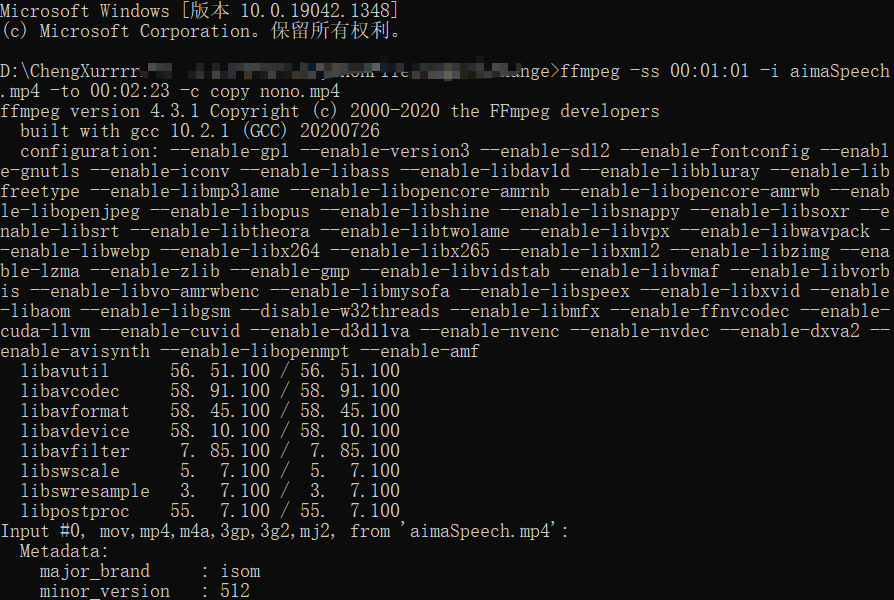 Microsoft Windows [版本 10.0.19042.1348]
(c) Microsoft Corporation。保留所有权利。
D:\ChengXurrrr ange>ffmpeg -ss 00:01:01 -i aimaSpeech
.mp4 -to 00:02:23 -c copy nono.mp4
ffmpeg version 4.3.1 Copyright (c) 2000-2020 the FFmpeg developers
built with gcc 10.2.1 (GCC) 20200726
configuration: --enable-gpl --enable-version3 --enable-sdl2 --enable-fontconfig --enabl
e-gnutls --enable-iconv --enable-libass --enable-libdav1d --enable-libbluray --enable-lib
freetype --enable-libmp3lame --enable-libopencore-amrnb --enable-libopencore-amrwb --enab
le-libopenjpeg --enable-libopus --enable-libshine --enable-libsnappy --enable-libsoxr --e
nable-libsrt --enable-libtheora --enable-libtwolame --enable-libvpx --enable-libwavpack -
-enable-libwebp --enable-libx264 --enable-libx265 --enable-libxml2 --enable-libzimg --ena
ble-lzma --enable-zlib --enable-gmp --enable-libvidstab --enable-libvmaf --enable-libvorb
is --enable-libvo-amrwbenc --enable-libmysofa --enable-libspeex --enable-libxvid --enable
-libaom --enable-libgsm --disable-w32threads --enable-libmfx --enable-ffnvcodec --enable-
cuda-llvm --enable-cuvid --enable-d3d11va --enable-nvenc --enable-nvdec --enable-dxva2 --
enable-avisynth --enable-libopenmpt --enable-amf
libavutil 56. 51.100 / 56. 51.100
libavcodec 58. 91.100 / 58. 91.100
libavformat 58. 45.100 / 58. 45.100
libavdevice 58. 10.100 / 58. 10.100
libavfilter 7. 85.100 / 7. 85.100
libswscale 5. 7.100 / 5. 7.100
libswresample 3. 7.100 / 3. 7.100
libpostproc 55. 7.100 / 55. 7.100
Input #0, mov,mp4,m4a,3gp,3g2,mj2, from 'aimaSpeech.mp4':
Metadata:
major_brand : isom
minor_version : 512